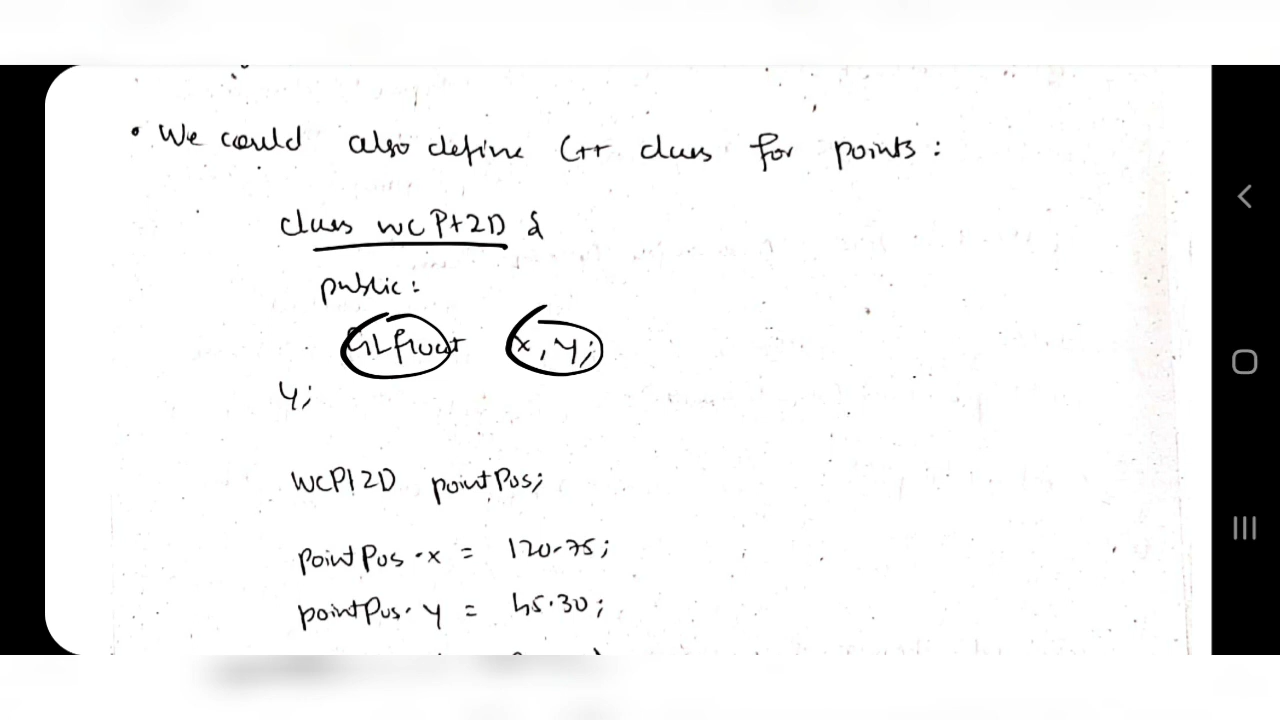 • We could also define C++ class for points :
class wcPt2D {
public :
GLfloat x, y;
};
wcPt2D pointPos;
pointPos.x = 120.75;
pointPos.y = 45.30;